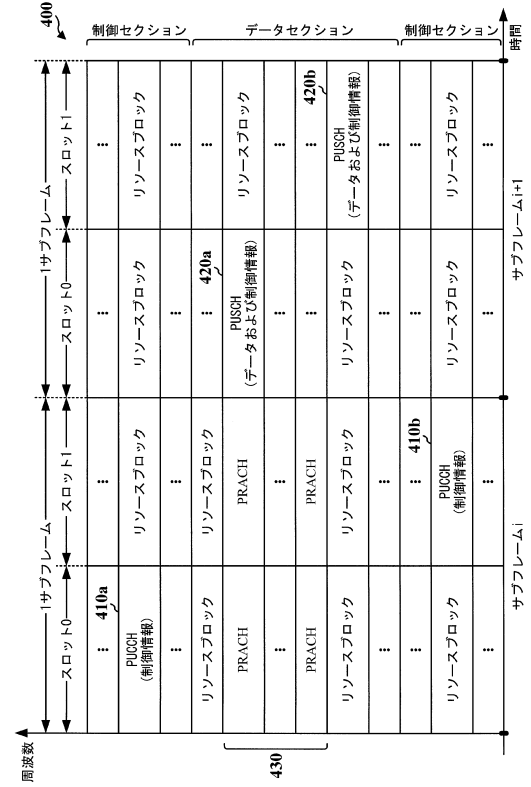 周波数
400
1サブフレーム
1サブフレーム
スロット0
スロット1
スロット0
スロット1
... 410a
...
...
...
制御セクション
PUCCH
(制御情報)
リソースブロック
リソースブロック
リソースブロック
...
...
...
...
リソースブロック
リソースブロック
... 420a
...
PRACH
PRACH
PUSCH
(データおよび制御情報)
リソースブロック
データセクション
430
...
...
...
...
PRACH
PRACH
...
... 420b
リソースブロック
リソースブロック
リソースブロック
PUSCH
(データおよび制御情報)
...
...
...
...
...
... 410b
...
...
制御セクション
リソースブロック
PUCCH
(制御情報)
リソースブロック
リソースブロック
...
...
...
...
サブフレームi
サブフレームi+1
時間